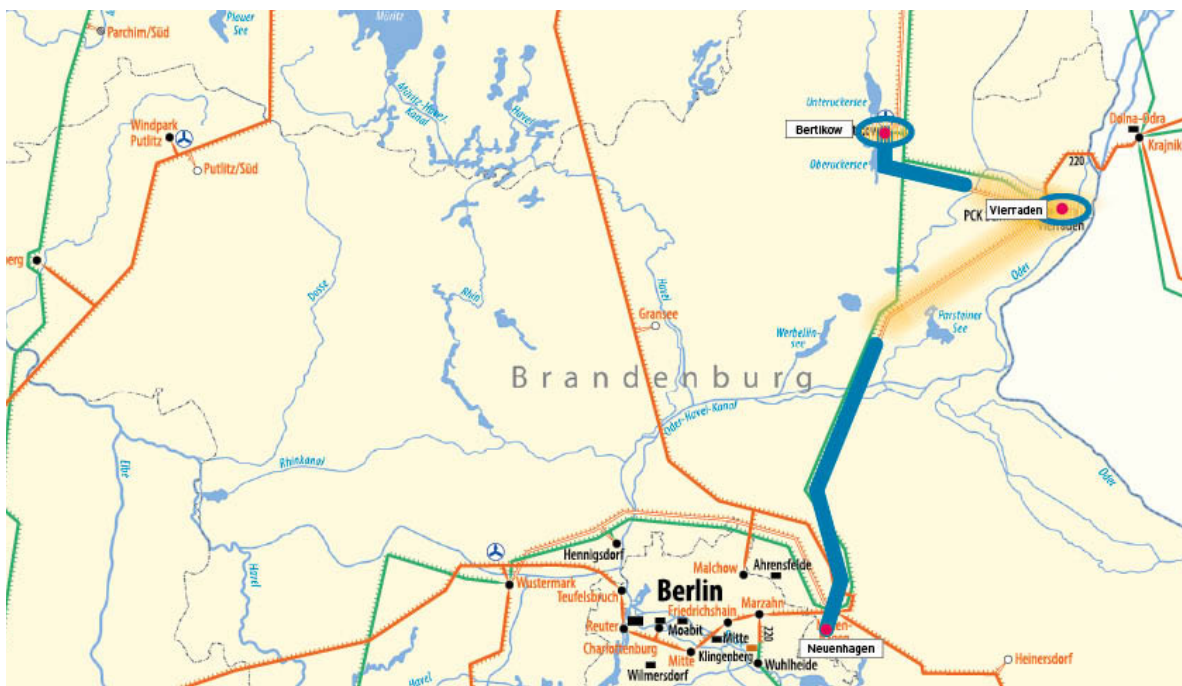 Parchim/Süd
Plauer
See
Müritz
Müritz-Havel
Kanal
Havel
Windpark
Putlitz
Putlitz/Süd
Unteruckersee
Bertikow
Oberuckersee
Dolna-Odra
Krajnik
220
PCK
Vierraden
Vierraden
Oder
Dosse
Rhin
Havel
Gransee
Werbellin-
see
Parsteiner
See
Brandenburg
Oder-Havel-Kanal
Rhinkanal
Elbe
Oder
Havel
Hennigsdorf
Wustermark
Teufelsbruch
Berlin
Malchow
Ahrensfelde
Friedrichshain
Marzahn
Reuter
Moabit
Charlottenburg
Mitte
Mitte
Klingenberg
220
Wuhlheide
Wilmersdorf
Neuenhagen
Heinersdorf
Havel